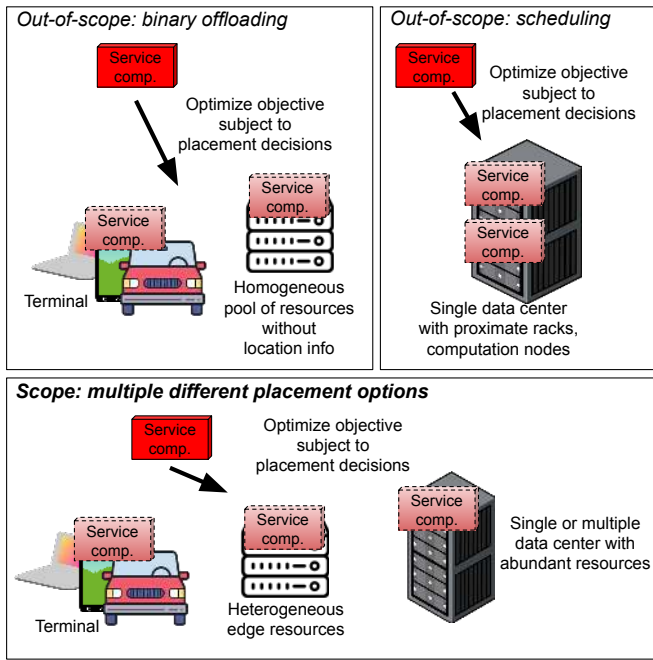 Out-of-scope: binary offloading
Service
comp.
Optimize objective
subject to
placement decisions
Service
comp.
Service
comp.
Terminal
Homogeneous
pool of resources
without
location info
Out-of-scope: scheduling
Service
comp.
Optimize objective
subject to
placement decisions
Service
comp.
Service
comp.
Single data center
with proximate racks,
computation nodes
Scope: multiple different placement options
Service
comp.
Optimize objective
subject to
placement decisions
Service
comp.
Service
comp.
Service
comp.
Single or multiple
data center with
abundant resources
Terminal
Heterogeneous
edge resources